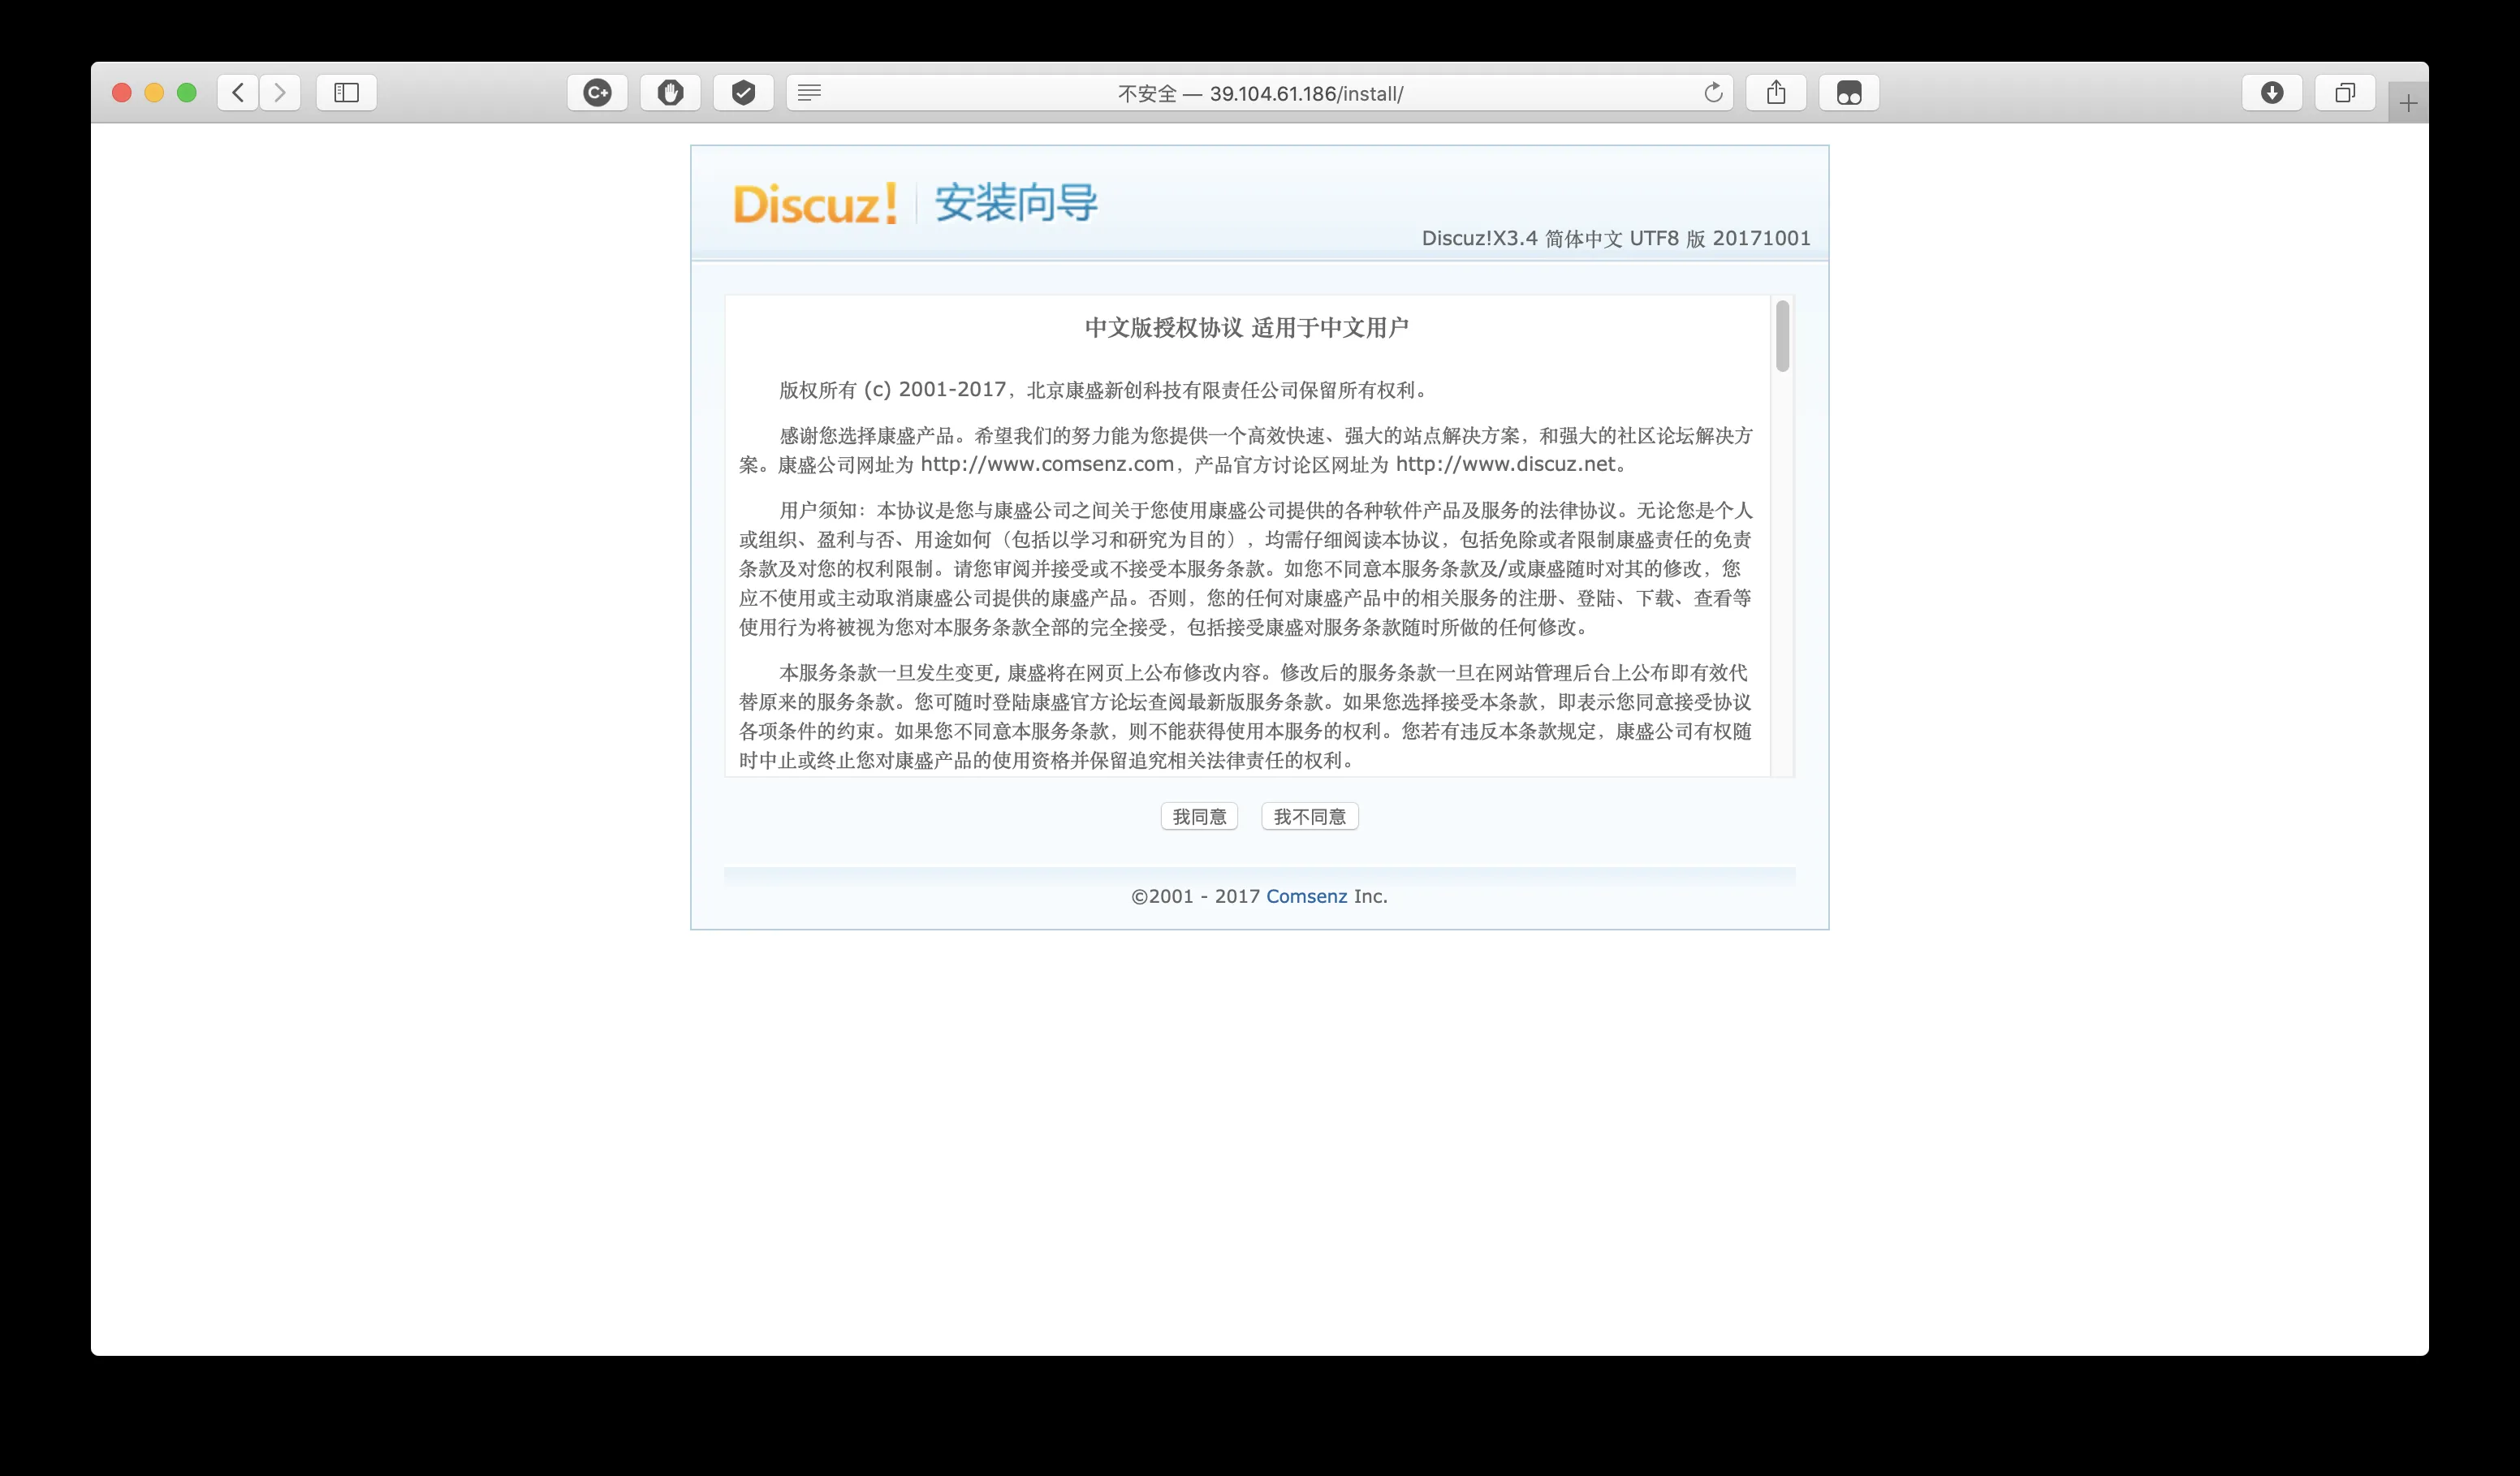 不安全 — 39.104.61.186/install/
Discuz! 安装向导
Discuz!X3.4 简体中文 UTF8 版 20171001
中文版授权协议 适用于中文用户
版权所有 (c) 2001-2017，北京康盛新创科技有限责任公司保留所有权利。
感谢您选择康盛产品。希望我们的努力能为您提供一个高效快速、强大的站点解决方案，和强大的社区论坛解决方
案。康盛公司网址为 http://www.comsenz.com，产品官方讨论区网址为 http://www.discuz.net。
用户须知：本协议是您与康盛公司之间关于您使用康盛公司提供的各种软件产品及服务的法律协议。无论您是个人
或组织、盈利与否、用途如何（包括以学习和研究为目的），均需仔细阅读本协议，包括免除或者限制康盛责任的免责
条款及对您的权利限制。请您审阅并接受或不接受本服务条款。如您不同意本服务条款及/或康盛随时对其的修改，您
应不使用或主动取消康盛公司提供的康盛产品。否则，您的任何对康盛产品中的相关服务的注册、登陆、下载、查看等
使用行为将被视为您对本服务条款全部的完全接受，包括接受康盛对服务条款随时所做的任何修改。
本服务条款一旦发生变更, 康盛将在网页上公布修改内容。修改后的服务条款一旦在网站管理后台上公布即有效代
替原来的服务条款。您可随时登陆康盛官方论坛查阅最新版服务条款。如果您选择接受本条款，即表示您同意接受协议
各项条件的约束。如果您不同意本服务条款，则不能获得使用本服务的权利。您若有违反本条款规定，康盛公司有权随
时中止或终止您对康盛产品的使用资格并保留追究相关法律责任的权利。
我同意 我不同意
©2001 - 2017 Comsenz Inc.